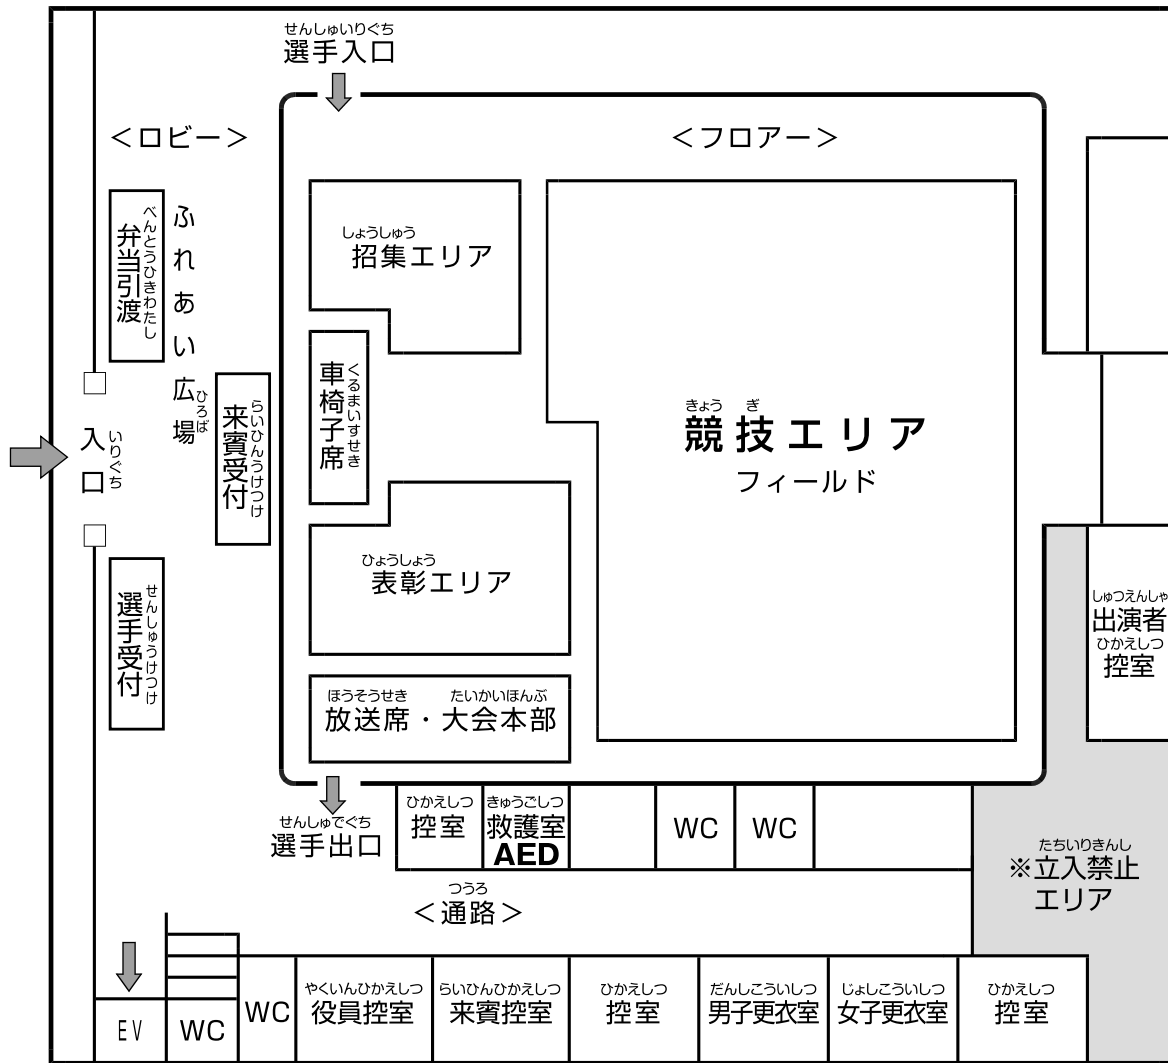 せんしゅいりぐち
選手入口
＜ロビー＞
＜フロアー＞
べんとうひきわたし
弁当引渡
ふれあい広場
ひろば
しょうしゅう
招集エリア
くるまいすせき
車椅子席
らいひんうけつけ
来賓受付
いりぐち
入口
きょう ぎ
競技エリア
フィールド
せんしゅうけつけ
選手受付
ひょうしょう
表彰エリア
しゅつえんしゃ
出演者
ひかえしつ
控室
ほうそうせき たいかいほんぶ
放送席・大会本部
せんしゅでぐち
選手出口
ひかえしつ
控室
きゅうごしつ
救護室
AED
WC
WC
たちいりきんし
※立入禁止
エリア
つうろ
＜通路＞
EV
WC
WC
やくいんひかえしつ
役員控室
らいひんひかえしつ
来賓控室
ひかえしつ
控室
だんしこういしつ
男子更衣室
じょしこういしつ
女子更衣室
ひかえしつ
控室